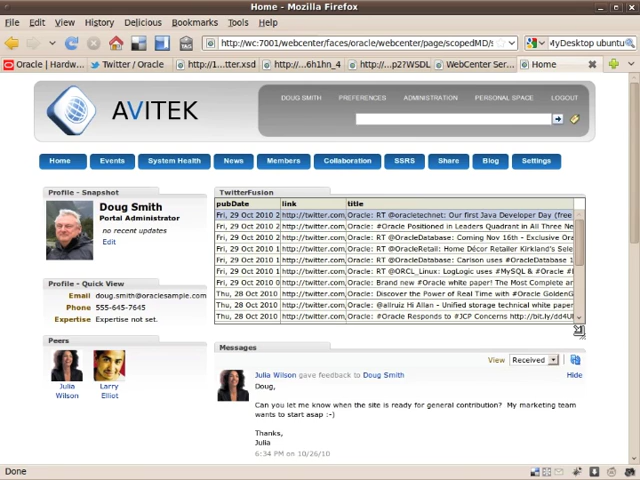 Home - Mozilla Firefox
File Edit View History Delicious Bookmarks Tools Help
http://wc:7001/webcenter/faces/oracle/webcenter/page/scopedMD/s
MyDesktop ubuntu
Oracle | Hardw... Twitter / Oracle http://1...tter.xsd http://...6h1hn_4 http://...p2?WSDL WebCenter Ser... Home
AVITEK
DOUG SMITH PREFERENCES ADMINISTRATION PERSONAL SPACE LOGOUT
Home Events System Health News Members Collaboration SSRS Share Blog Settings
Profile - Snapshot
Doug Smith
Portal Administrator
no recent updates
Edit
Profile - Quick View
Email doug.smith@oraclesample.com
Phone 555-645-7645
Expertise Expertise not set.
Peers
Julia Wilson
Larry Elliot
TwitterFusion
pubDate link title
Fri, 29 Oct 2010 2 http://twitter.com, Oracle: RT @oracletechnet: Our first Java Developer Day (free
Fri, 29 Oct 2010 2 http://twitter.com, Oracle: #Oracle Positioned in Leaders Quadrant in All Three N
Fri, 29 Oct 2010 http://twitter.com, Oracle: RT @OracleDatabase: Coming Nov 16th - Exclusive Ora
Fri, 29 Oct 2010 http://twitter.com, Oracle: RT @OracleRetail: Home Décor Retailer Kirkland's Sele
Fri, 29 Oct 2010 http://twitter.com, Oracle: RT @OracleDatabase: Carlson uses #Oracle
Fri, 29 Oct 2010 1 http://twitter.com, Oracle: RT @ORCL_Linux: LogLogic uses #MySQL & #Oracle
Fri, 29 Oct 2010 http://twitter.com, Oracle: Brand new #Oracle white paper! The Most Complete an
Thu, 28 Oct 2010 http://twitter.com, Oracle: Discover the Power of Real Time with #Oracle GoldenG
Thu, 28 Oct 2010 http://twitter.com, Oracle: @allruiz Hi Allan - Unified storage technical white paper
Thu, 28 Oct 2010 http://twitter.com, Oracle: #Oracle Responds to #JCP Concerns http://bit.ly/dd4U
Messages
View Received
Julia Wilson gave feedback to Doug Smith Hide
Doug,
Can you let me know when the site is ready for general contribution? My marketing team
wants to start asap :-)
Thanks,
Julia
6:34 PM on 10/26/10
Done